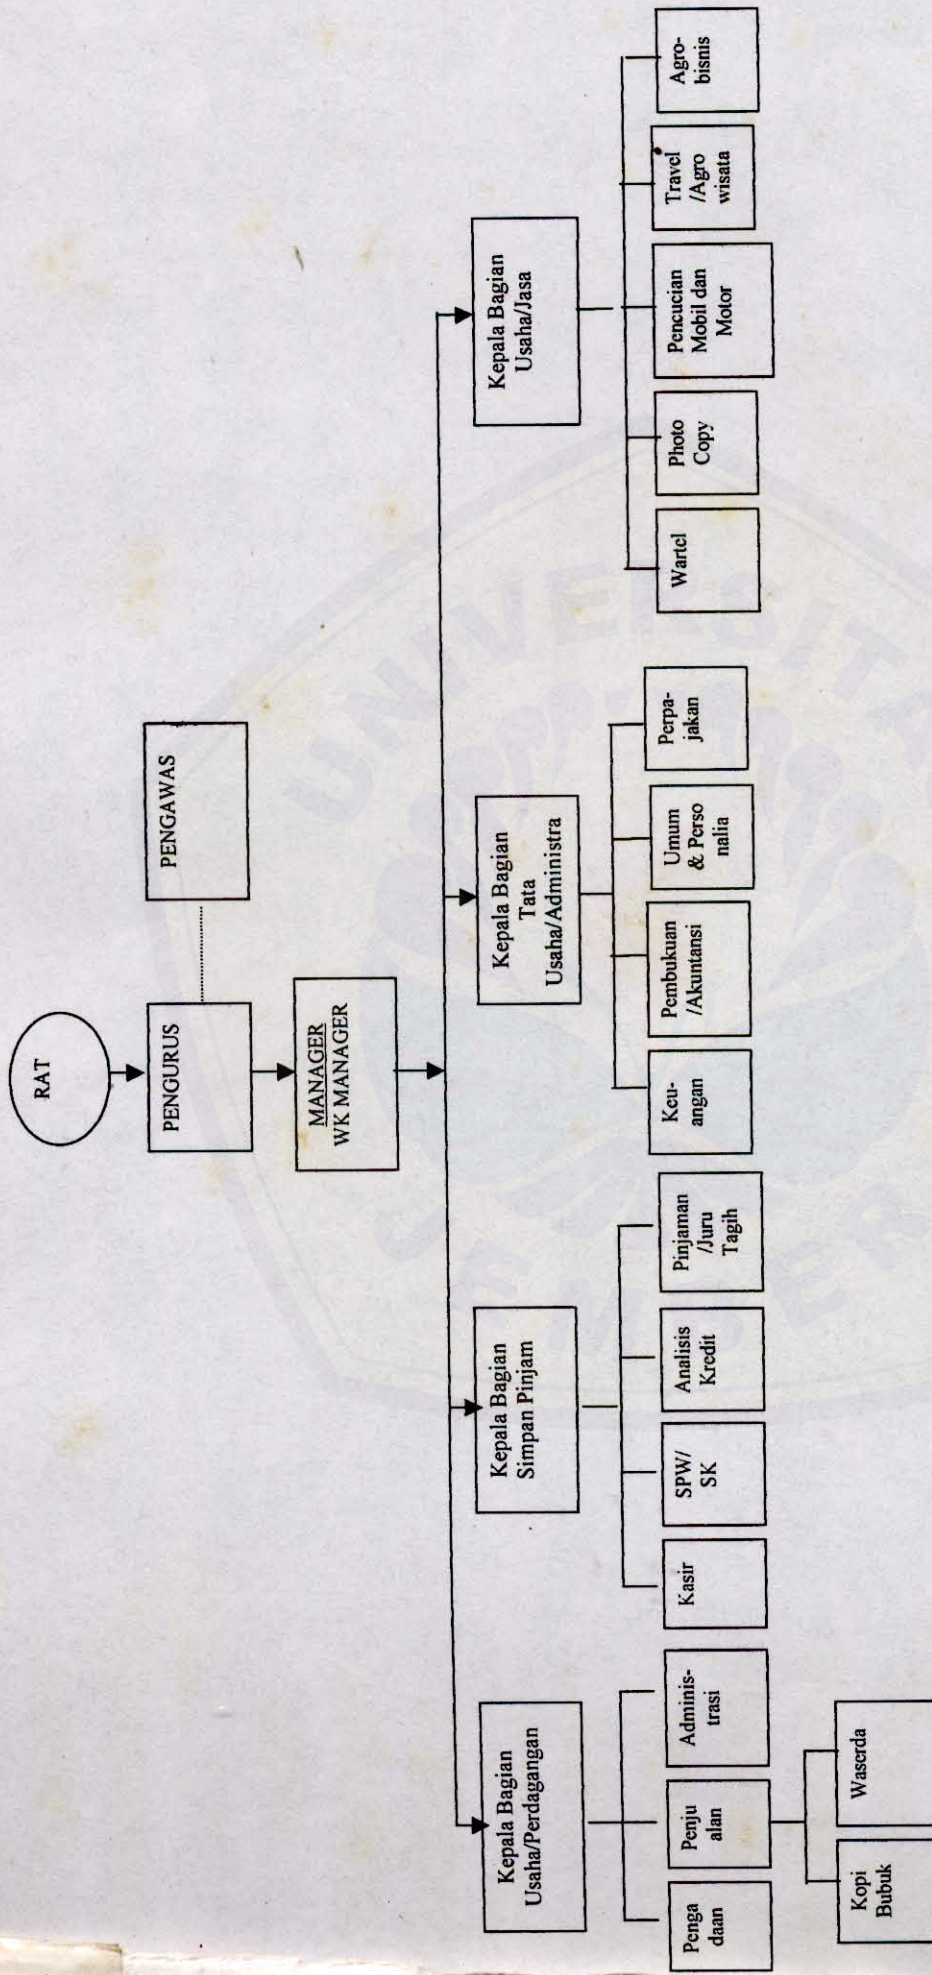 RAT
PENGURUS
PENGAWAS
MANAGER
WK MANAGER
Kepala Bagian
Usaha/Perdagangan
Kepala Bagian
Simpan Pinjam
Kepala Bagian
Tata
Usaha/Administra
Kepala Bagian
Usaha/Jasa
Penga
daan
Penju
alan
Adminis-
trasi
Kasir
SPW/
SK
Analisis
Kredit
Pinjaman
/Juru
Tagih
Keu-
angan
Pembukuan
/Akuntansi
Umum
& Perso
nalia
Perpa-
jakan
Wartel
Photo
Copy
Pencucian
Mobil dan
Motor
Travel
/Agro
wisata
Agro-
bisnis
Kopi
Bubuk
Waserda
UNIVERSITA
JEMBER